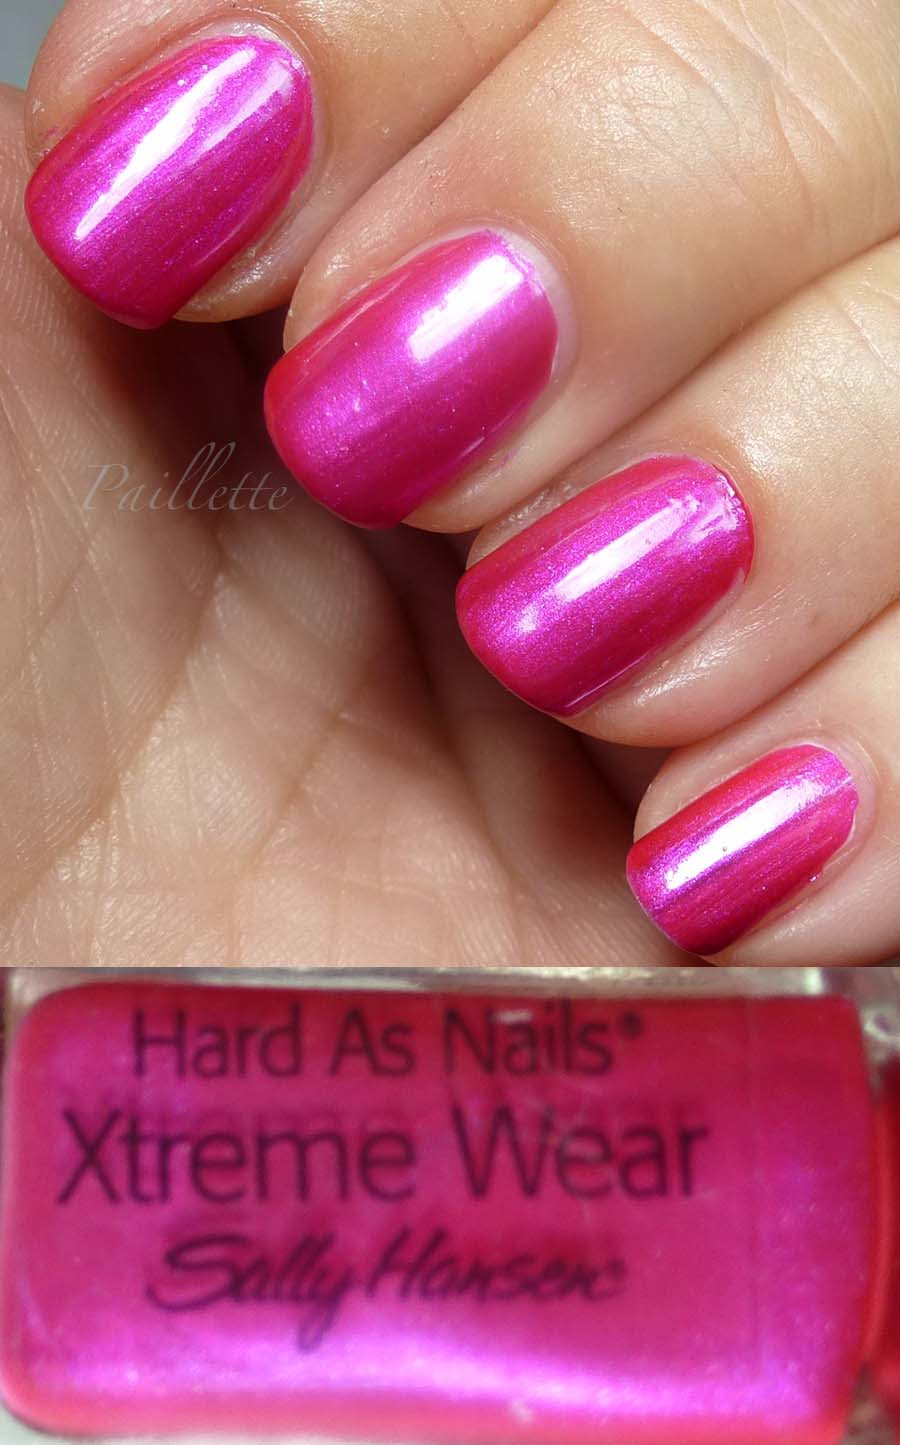 Paillette
Hard As Nails®
Xtreme Wear
Sally Hansen